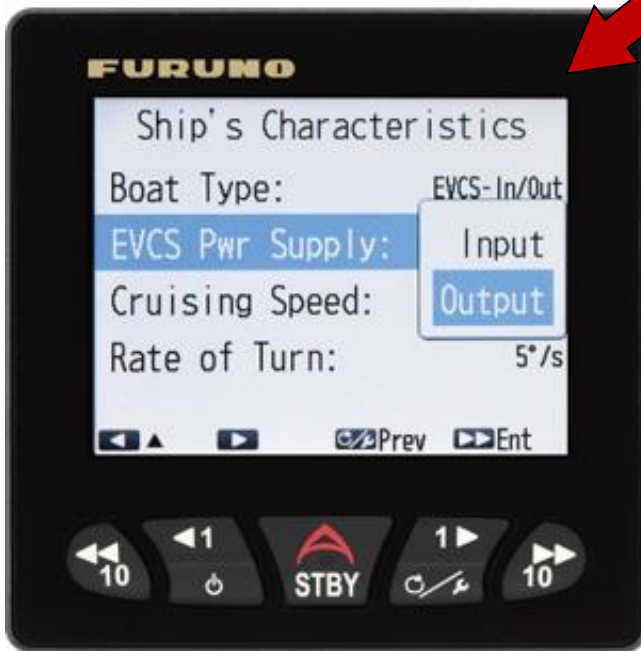 FURUNO
Ship's Characteristics
Boat Type: EVCS-In/Out
EVCS Pwr Supply: Input
Cruising Speed: Output
Rate of Turn: 5°/s
◀ ▲ ▶ Prev ▶▶ Ent
◀1 1▶
◀◀ 10 STBY 10 ▶▶